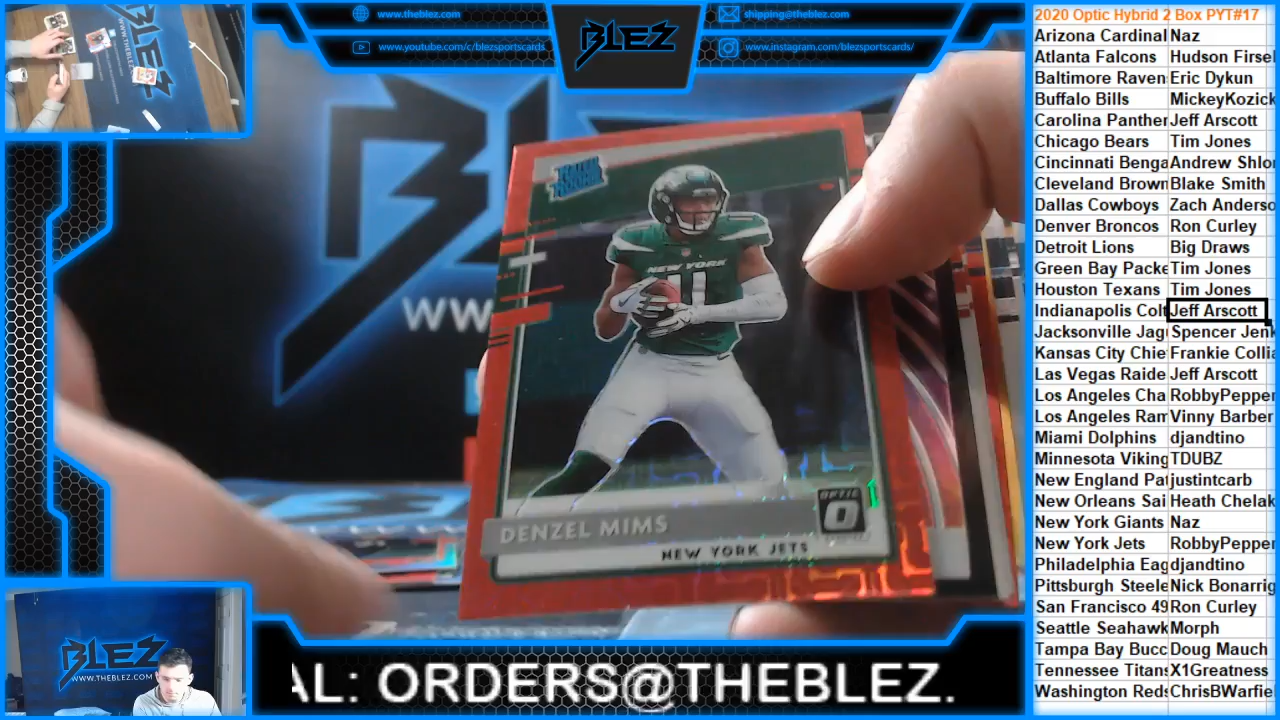 www.theblez.com
shipping@theblez.com
www.youtube.com/c/blezsportscards
www.instagram.com/blezsportscards/
BLEZ
RATED ROOKIE
NEW YORK
11
OPTIC
DENZEL MIMS
NEW YORK JETS
BLEZ
WWW.THEBLEZ.COM
AL: ORDERS@THEBLEZ.
2020 Optic Hybrid 2 Box PYT#17
Arizona Cardinal Naz
Atlanta Falcons Hudson Firsel
Baltimore Raven Eric Dykun
Buffalo Bills MickeyKozick
Carolina Panther Jeff Arscott
Chicago Bears Tim Jones
Cincinnati Benga Andrew Shlo
Cleveland Brown Blake Smith
Dallas Cowboys Zach Anderso
Denver Broncos Ron Curley
Detroit Lions Big Draws
Green Bay Packe Tim Jones
Houston Texans Tim Jones
Indianapolis Col Jeff Arscott
Jacksonville Jag Spencer Jenk
Kansas City Chie Frankie Collia
Las Vegas Raide Jeff Arscott
Los Angeles Cha RobbyPepper
Los Angeles Ram Vinny Barber
Miami Dolphins djandtino
Minnesota Viking TDUBZ
New England Pa justintcarb
New Orleans Sai Heath Chelak
New York Giants Naz
New York Jets RobbyPepper
Philadelphia Eag djandtino
Pittsburgh Steele Nick Bonarrig
San Francisco 49 Ron Curley
Seattle Seahawk Morph
Tampa Bay Bucc Doug Mauch
Tennessee Titans X1Greatness
Washington Reds ChrisBWarfie